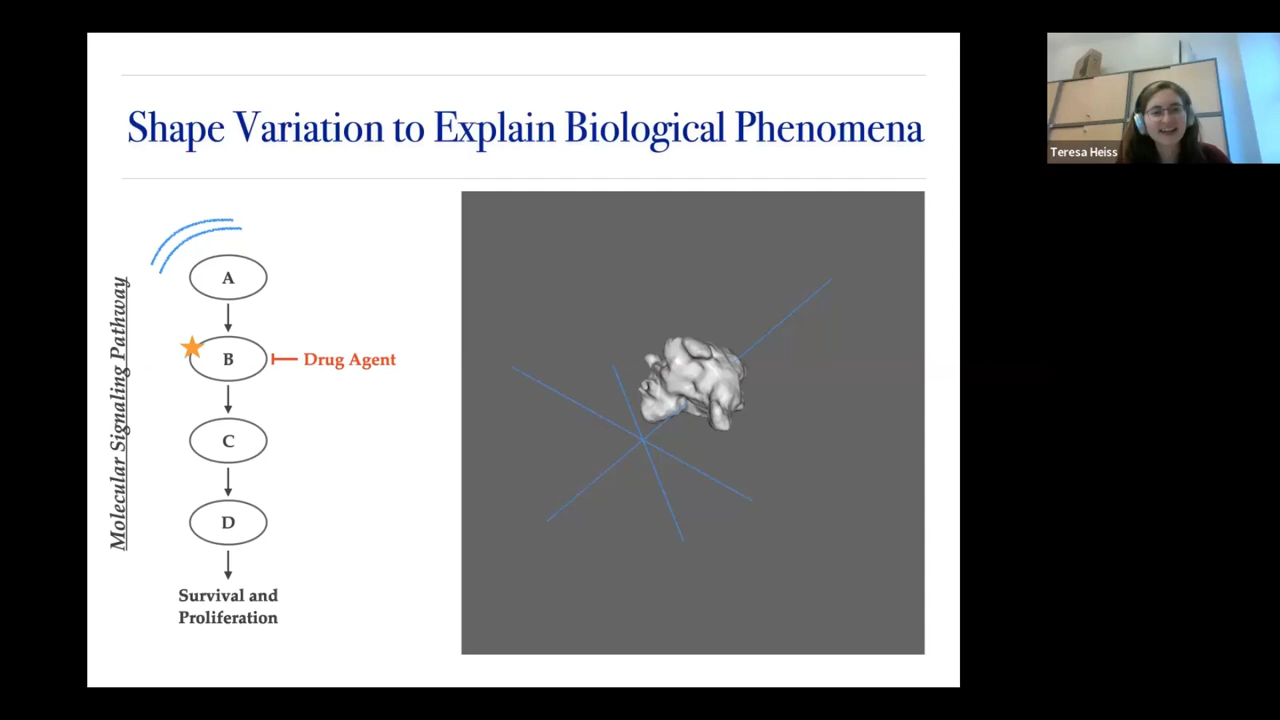 Shape Variation to Explain Biological Phenomena
Teresa Heiss
Molecular Signaling Pathway
A
B
Drug Agent
C
D
Survival and
Proliferation